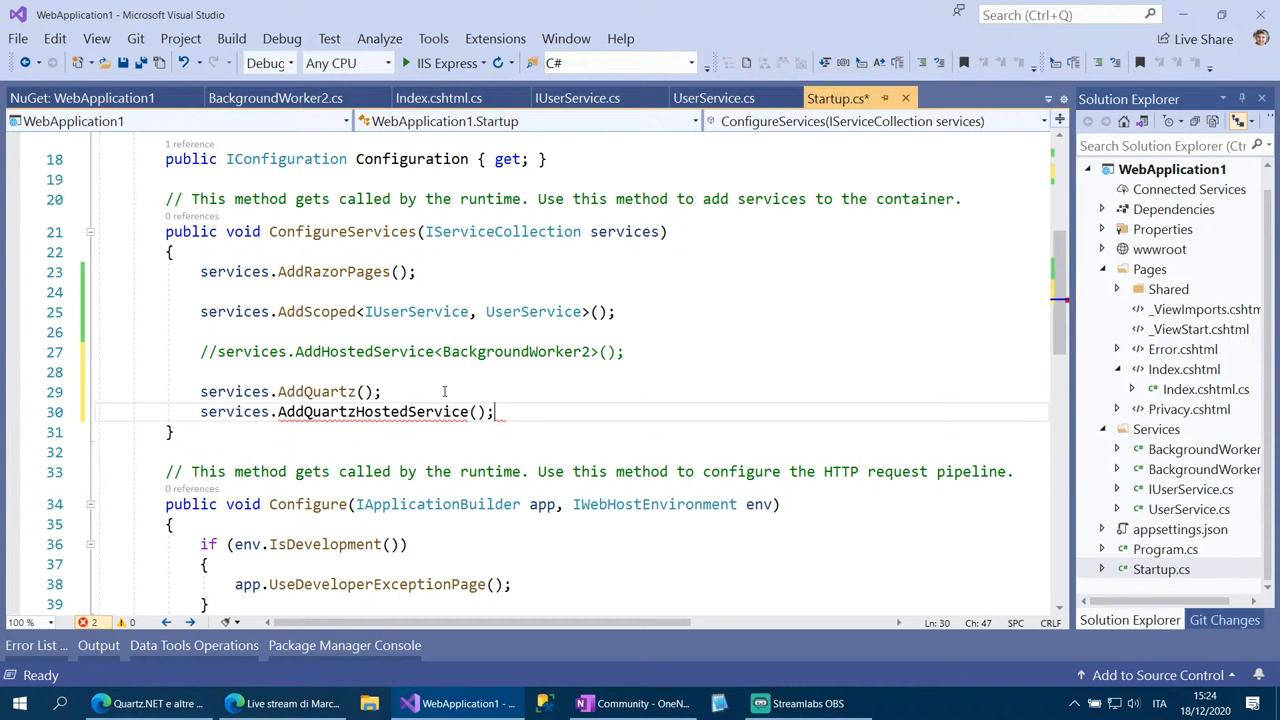 WebApplication1 - Microsoft Visual Studio
Search (Ctrl+Q)
File Edit View Git Project Build Debug Test Analyze Tools Extensions Window Help
Live Share
Debug Any CPU IIS Express C#
NuGet: WebApplication1 BackgroundWorker2.cs Index.cshtml.cs IUserService.cs UserService.cs Startup.cs*
WebApplication1 WebApplication1.Startup ConfigureServices(IServiceCollection services)
1 reference
18 public IConfiguration Configuration { get; }
19
20 // This method gets called by the runtime. Use this method to add services to the container.
0 references
21 public void ConfigureServices(IServiceCollection services)
22 {
23 services.AddRazorPages();
24
25 services.AddScoped<IUserService, UserService>();
26
27 //services.AddHostedService<BackgroundWorker2>();
28
29 services.AddQuartz();
30 services.AddQuartzHostedService();
31 }
32
33 // This method gets called by the runtime. Use this method to configure the HTTP request pipeline.
0 references
34 public void Configure(IApplicationBuilder app, IWebHostEnvironment env)
35 {
36 if (env.IsDevelopment())
37 {
38 app.UseDeveloperExceptionPage();
39 }
100 % 2 0 Ln: 30 Ch: 47 SPC CRLF
Solution Explorer
Search Solution Explorer (Ctr
WebApplication1
Connected Services
Dependencies
Properties
wwwroot
Pages
Shared
_ViewImports.cshtm
_ViewStart.cshtml
Error.cshtml
Index.cshtml
Index.cshtml.cs
Privacy.cshtml
Services
BackgroundWorker
BackgroundWorker
IUserService.cs
UserService.cs
appsettings.json
Program.cs
Startup.cs
Solution Explorer Git Changes
Error List ... Output Data Tools Operations Package Manager Console
Ready Add to Source Control
Quartz.NET e altre ... Live stream di Marc... WebApplication1 - ... Community - OneN... Streamlabs OBS
ITA
15:24
18/12/2020